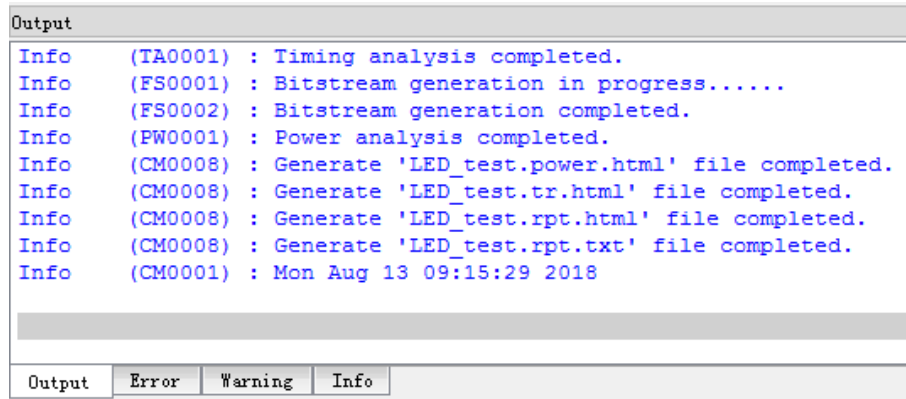 Output
Info (TA0001) : Timing analysis completed.
Info (FS0001) : Bitstream generation in progress......
Info (FS0002) : Bitstream generation completed.
Info (PW0001) : Power analysis completed.
Info (CM0008) : Generate 'LED_test.power.html' file completed.
Info (CM0008) : Generate 'LED_test.tr.html' file completed.
Info (CM0008) : Generate 'LED_test.rpt.html' file completed.
Info (CM0008) : Generate 'LED_test.rpt.txt' file completed.
Info (CM0001) : Mon Aug 13 09:15:29 2018
Output Error Warning Info